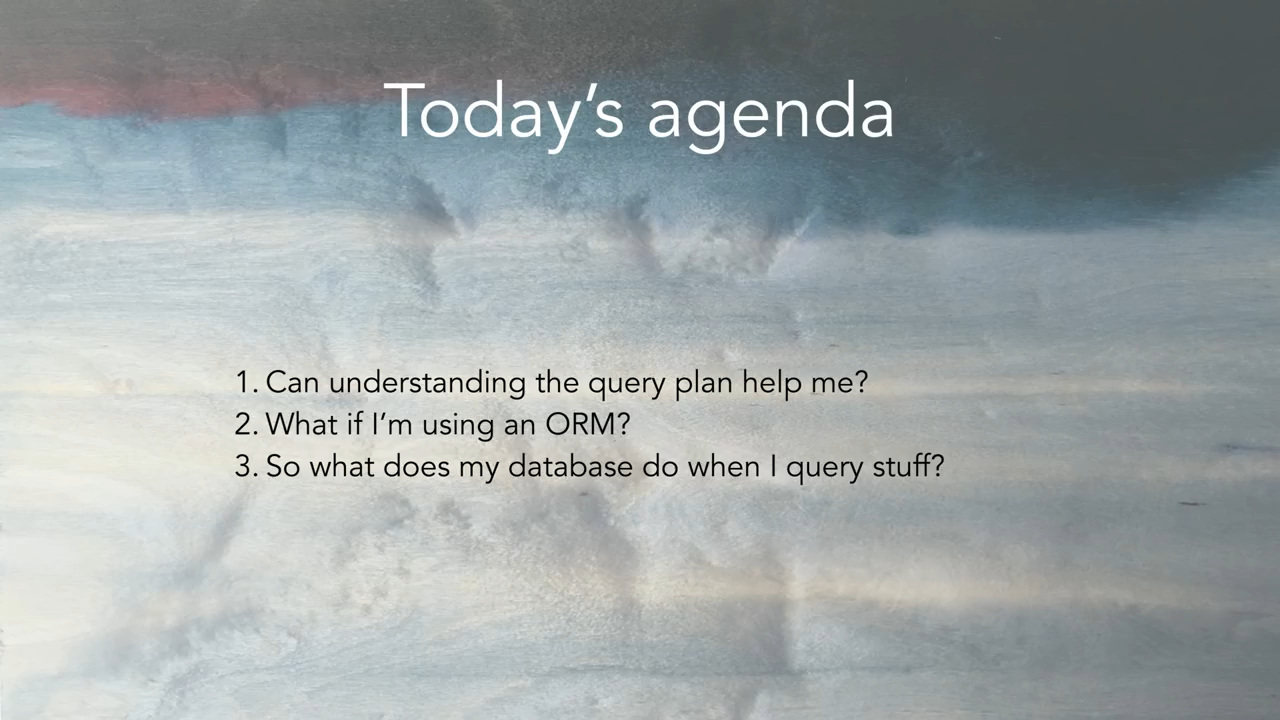 Today’s agenda
1. Can understanding the query plan help me?
2. What if I’m using an ORM?
3. So what does my database do when I query stuff?